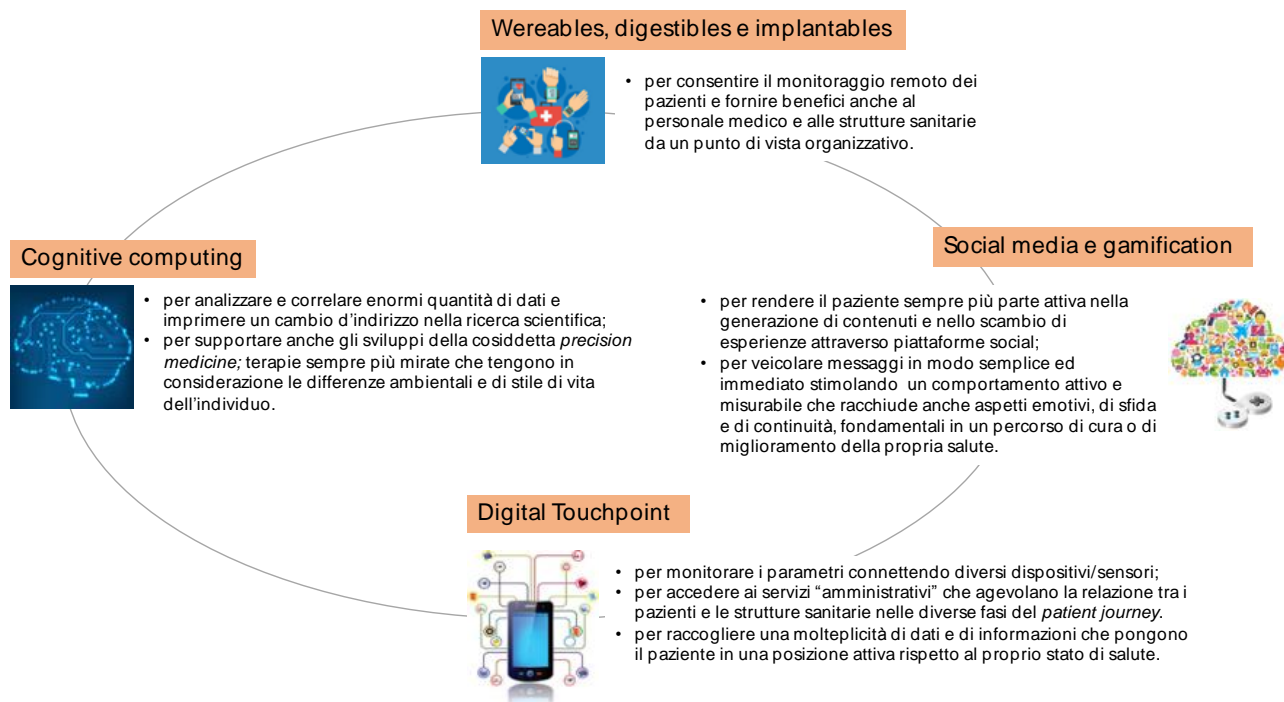 Wereables, digestibles e implantables
• per consentire il monitoraggio remoto dei
pazienti e fornire benefici anche al
personale medico e alle strutture sanitarie
da un punto di vista organizzativo.
Cognitive computing
• per analizzare e correlare enormi quantità di dati e
imprimere un cambio d'indirizzo nella ricerca scientifica;
• per supportare anche gli sviluppi della cosiddetta precision
medicine; terapie sempre più mirate che tengono in
considerazione le differenze ambientali e di stile di vita
dell'individuo.
Social media e gamification
• per rendere il paziente sempre più parte attiva nella
generazione di contenuti e nello scambio di
esperienze attraverso piattaforme social;
• per veicolare messaggi in modo semplice ed
immediato stimolando un comportamento attivo e
misurabile che racchiude anche aspetti emotivi, di sfida
e di continuità, fondamentali in un percorso di cura o di
miglioramento della propria salute.
Digital Touchpoint
• per monitorare i parametri connettendo diversi dispositivi/sensori;
• per accedere ai servizi "amministrativi" che agevolano la relazione tra i
pazienti e le strutture sanitarie nelle diverse fasi del patient journey.
• per raccogliere una molteplicità di dati e di informazioni che pongono
il paziente in una posizione attiva rispetto al proprio stato di salute.